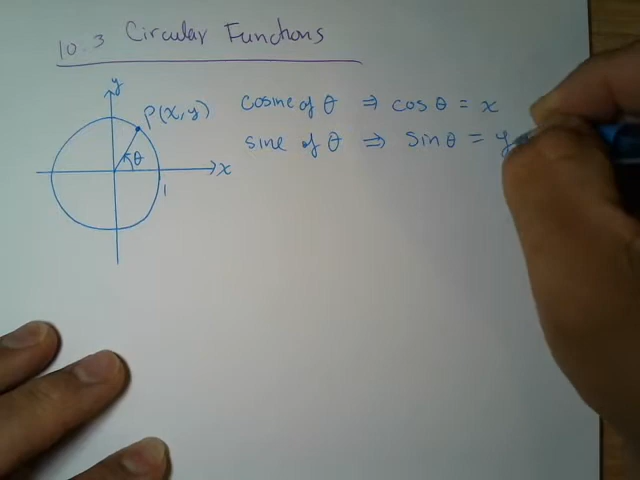 10.3 Circular Functions
y
P(x,y)
θ
x
1
cosine of θ ⇒ cos θ = x
sine of θ ⇒ sin θ = y